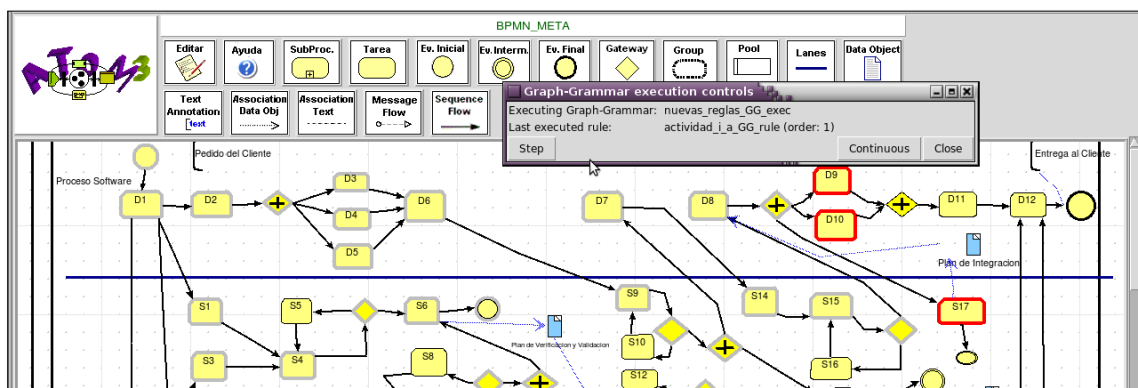 BPMN_META
ATOM3
Editar
Ayuda
SubProc.
Tarea
Ev. Inicial
Ev. Interm.
Ev. Final
Gateway
Group
Pool
Lanes
Data Object
Text
Annotation
[text
Association
Data Obj
Association
Text
Message
Flow
Sequence
Flow
Graph-Grammar execution controls
Executing Graph-Grammar: nuevas_reglas_GG_exec
Last executed rule: actividad_i_a_GG_rule (order: 1)
Step
Continuous
Close
Pedido del Cliente
Entrega al Cliente
Proceso Software
D1
D2
D3
D4
D5
D6
D7
D8
D9
D10
D11
D12
Plan de Integracion
S1
S3
S4
S5
S6
Plan de Verificacion y Validacion
S8
S9
S10
S12
S14
S15
S16
S17